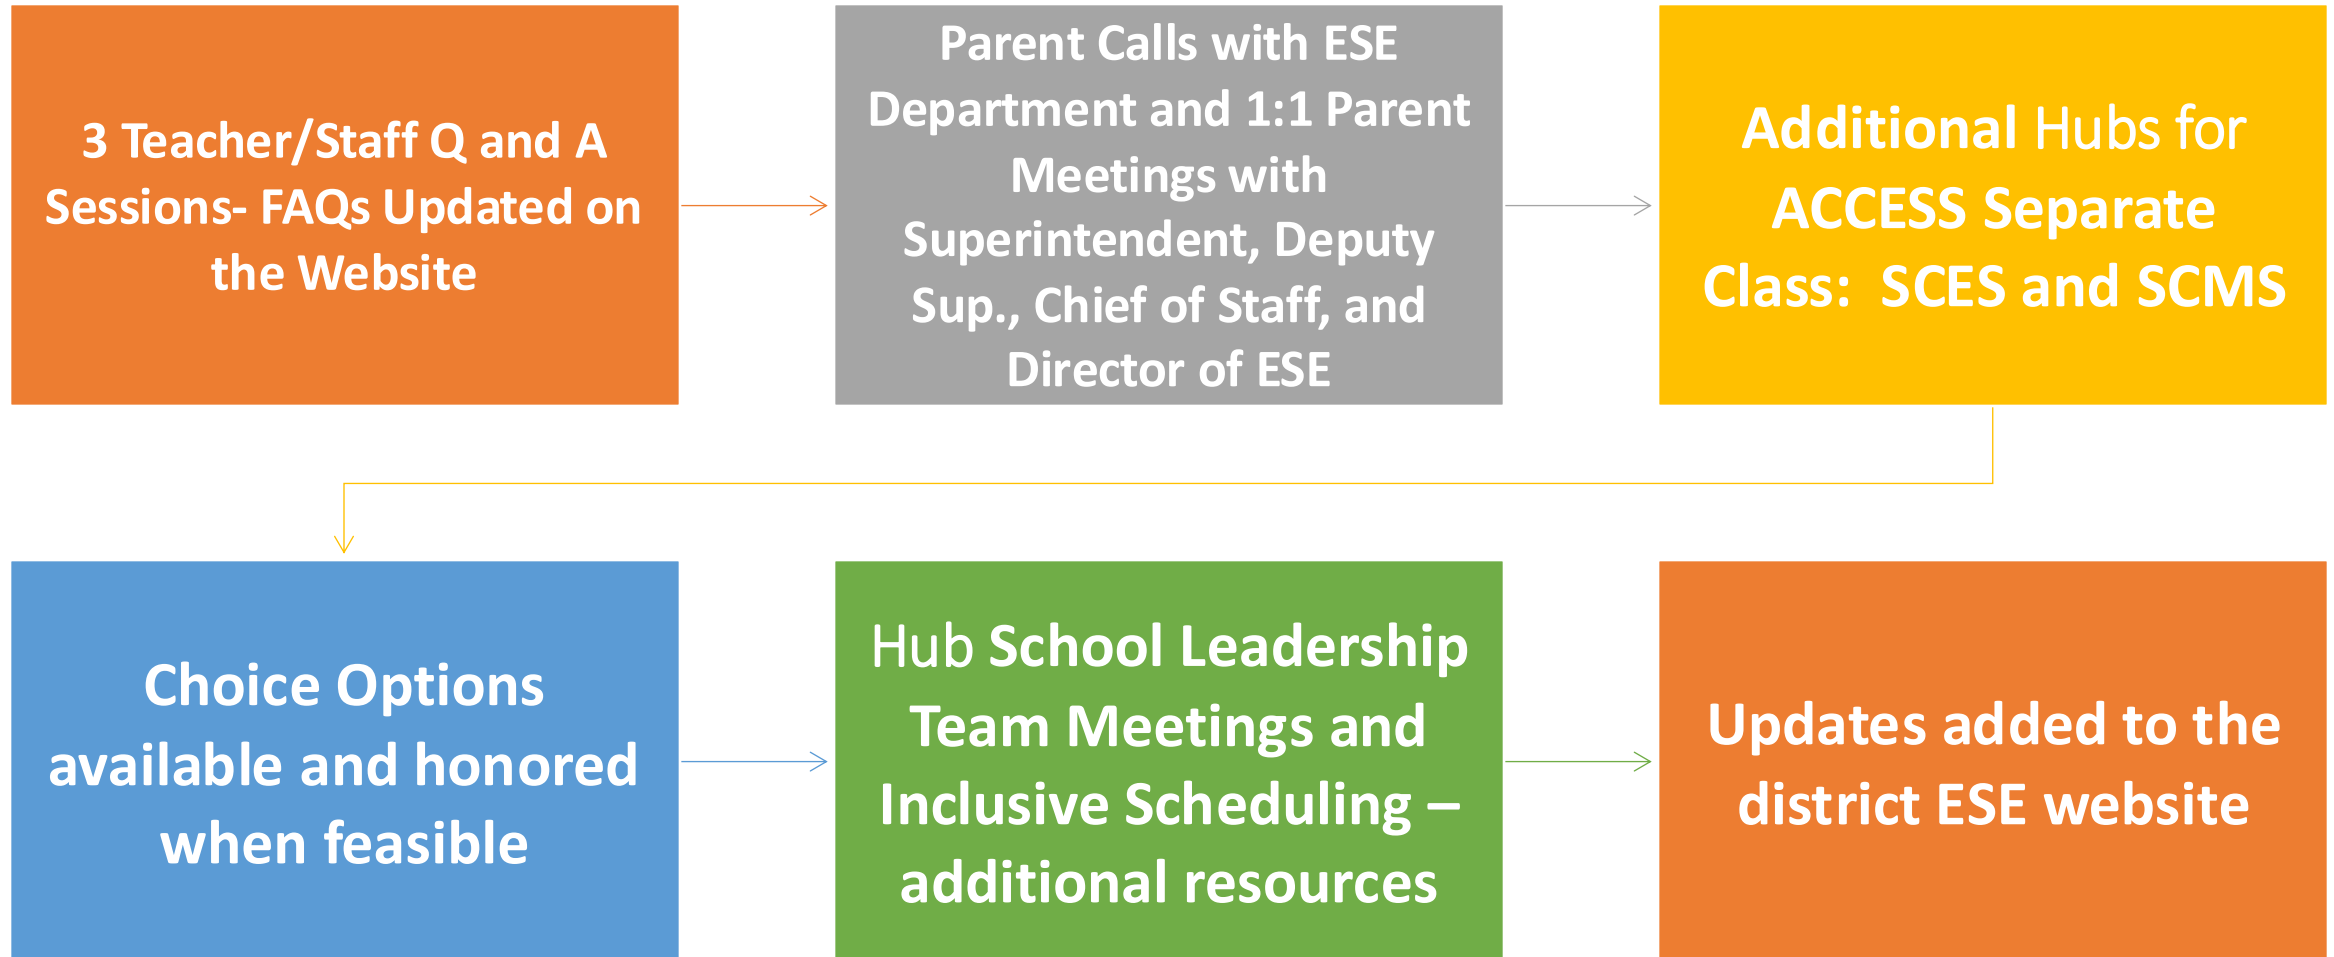 3 Teacher/Staff Q and A
Sessions- FAQs Updated on
the Website
Parent Calls with ESE
Department and 1:1 Parent
Meetings with
Superintendent, Deputy
Sup., Chief of Staff, and
Director of ESE
Additional Hubs for
ACCESS Separate
Class:  SCES and SCMS
Choice Options
available and honored
when feasible
Hub School Leadership
Team Meetings and
Inclusive Scheduling –
additional resources
Updates added to the
district ESE website